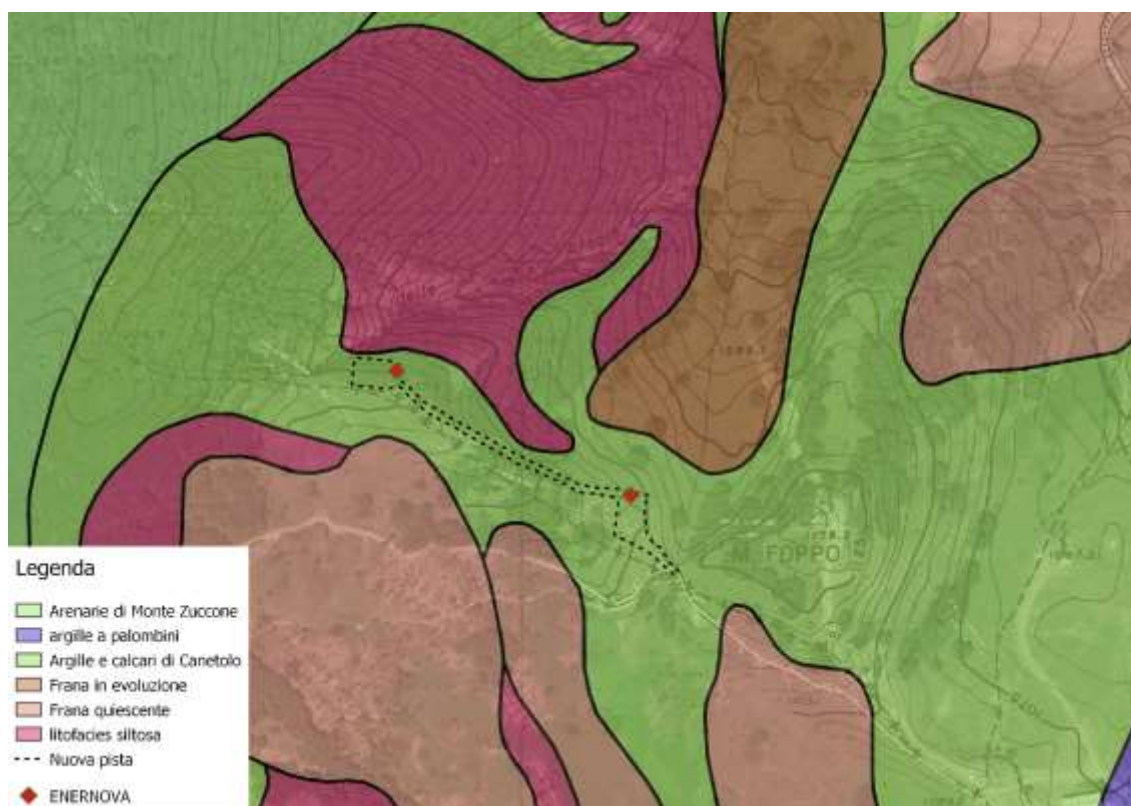 M. FOPPO
Legenda
Arenarie di Monte Zuccone
argille a palombini
Argille e calcari di Canetolo
Frana in evoluzione
Frana quiescente
litofacies siltosa
Nuova pista
ENERNOVA